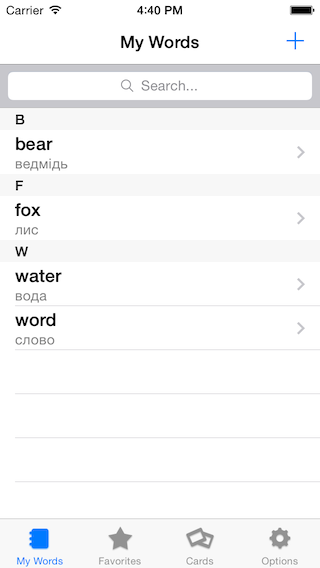 Carrier 4:40 PM
My Words
Search...
B
bear
ведмідь
F
fox
лис
W
water
вода
word
слово
My Words Favorites Cards Options